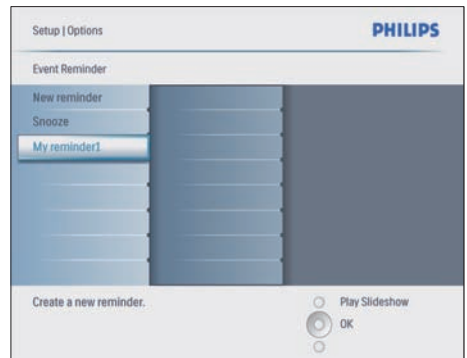 Setup | Options
PHILIPS
Event Reminder
New reminder
Snooze
My reminder1
Create a new reminder.
Play Slideshow
OK